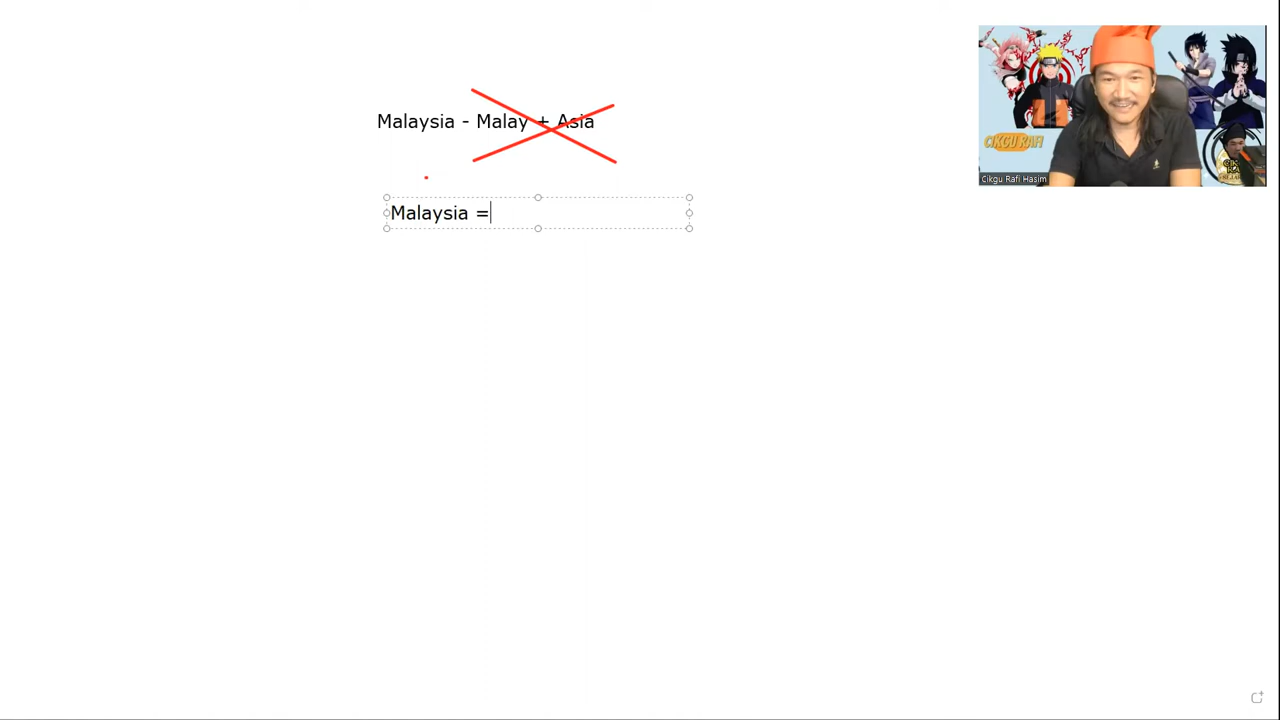 Malaysia - Malay + Asia
Malaysia =
CIKGU RAFI
Cikgu Rafi Hasim